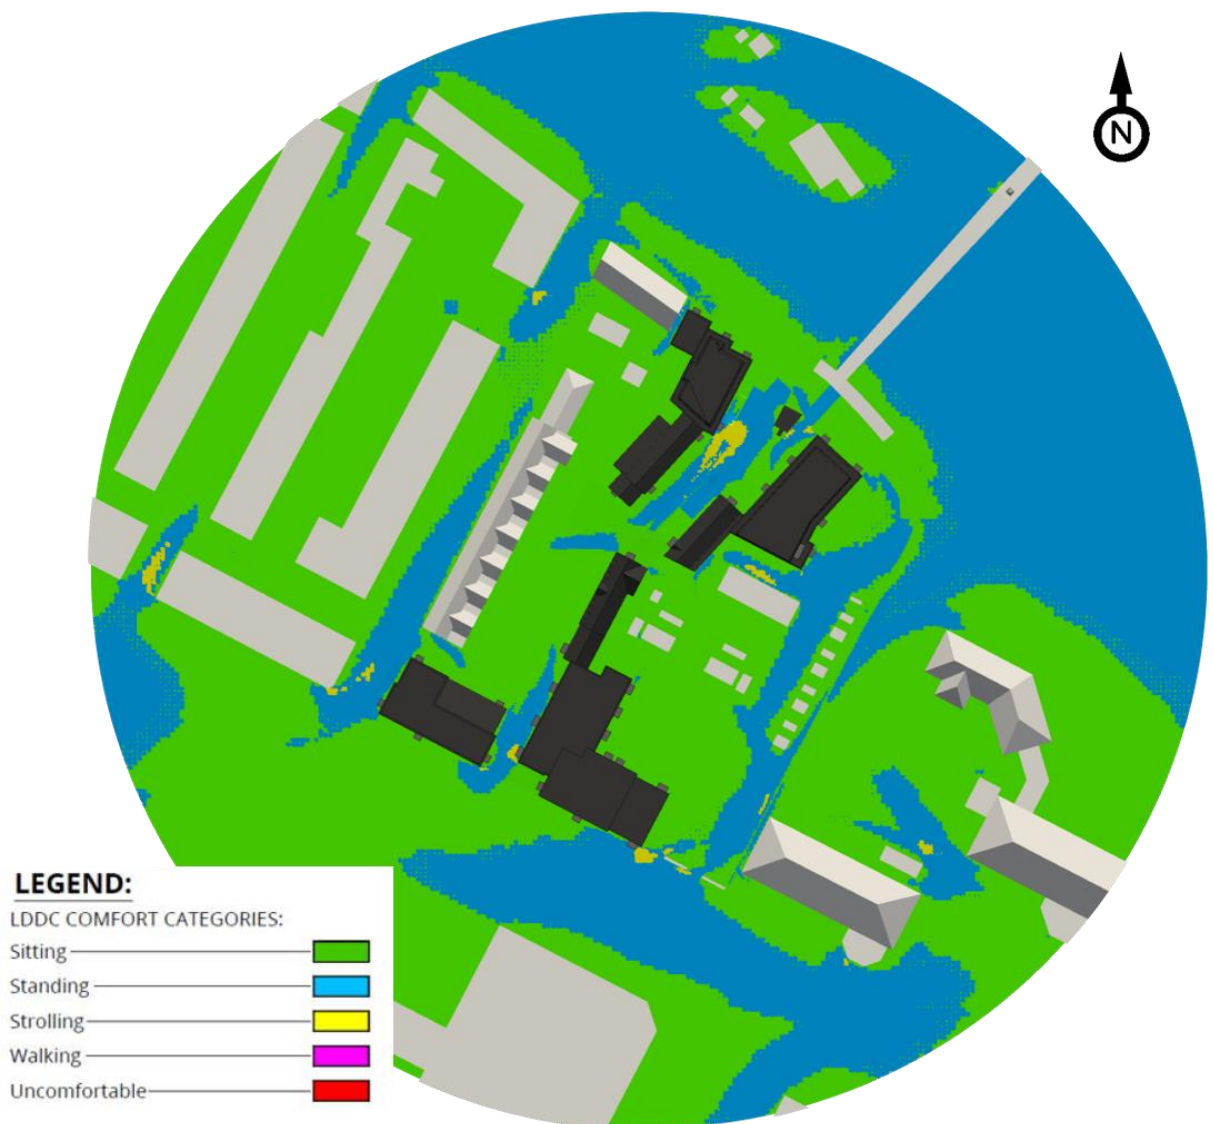 N
LEGEND:
LDDC COMFORT CATEGORIES:
Sitting
Standing
Strolling
Walking
Uncomfortable